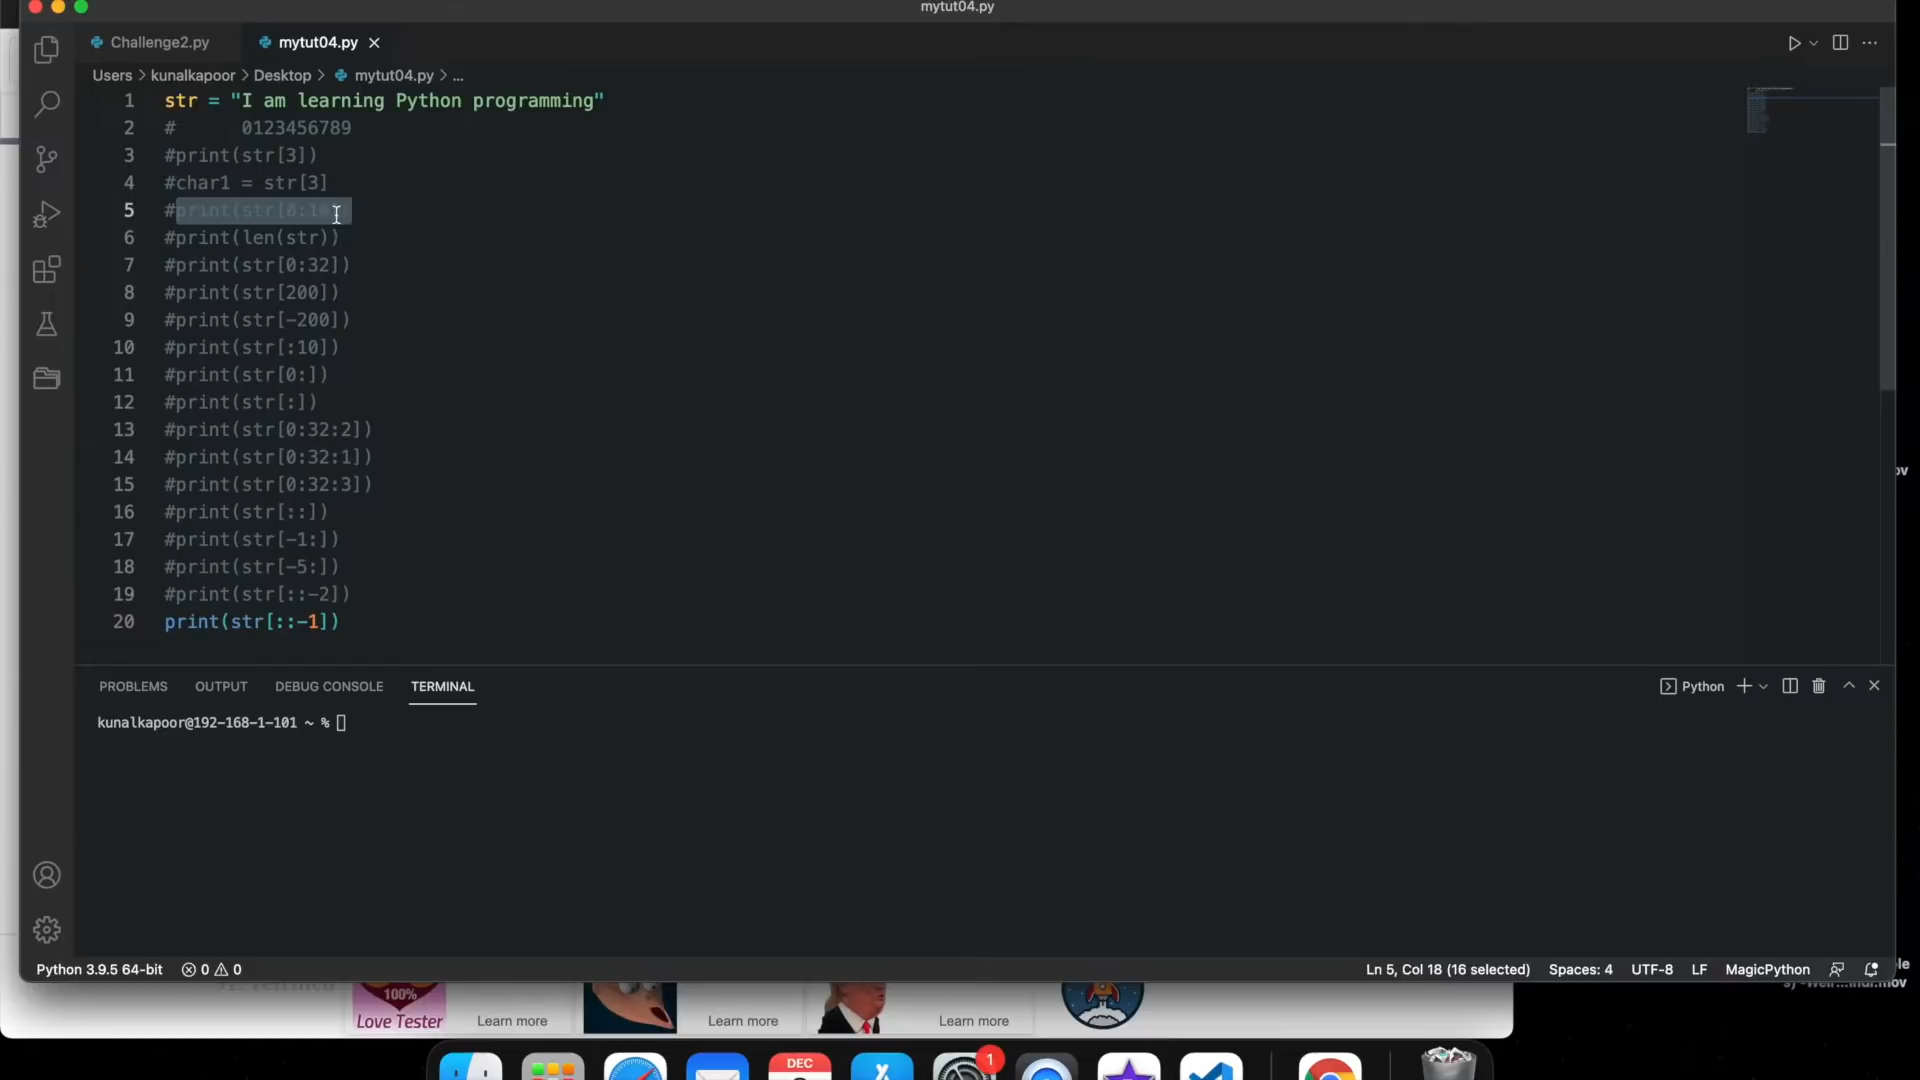 mytut04.py
Challenge2.py
mytut04.py
Users > kunalkapoor > Desktop > mytut04.py > ...
1 str = "I am learning Python programming"
2 #      0123456789
3 #print(str[3])
4 #char1 = str[3]
5 #print(str[0:10
6 #print(len(str))
7 #print(str[0:32])
8 #print(str[200])
9 #print(str[-200])
10 #print(str[:10])
11 #print(str[0:])
12 #print(str[:])
13 #print(str[0:32:2])
14 #print(str[0:32:1])
15 #print(str[0:32:3])
16 #print(str[::])
17 #print(str[-1:])
18 #print(str[-5:])
19 #print(str[::-2])
20 print(str[::-1])
PROBLEMS OUTPUT DEBUG CONSOLE TERMINAL
Python
kunalkapoor@192-168-1-101 ~ %
Python 3.9.5 64-bit 0 0
Ln 5, Col 18 (16 selected) Spaces: 4 UTF-8 LF MagicPython
100%
Love Tester
Learn more
Learn more
Learn more
DEC
1